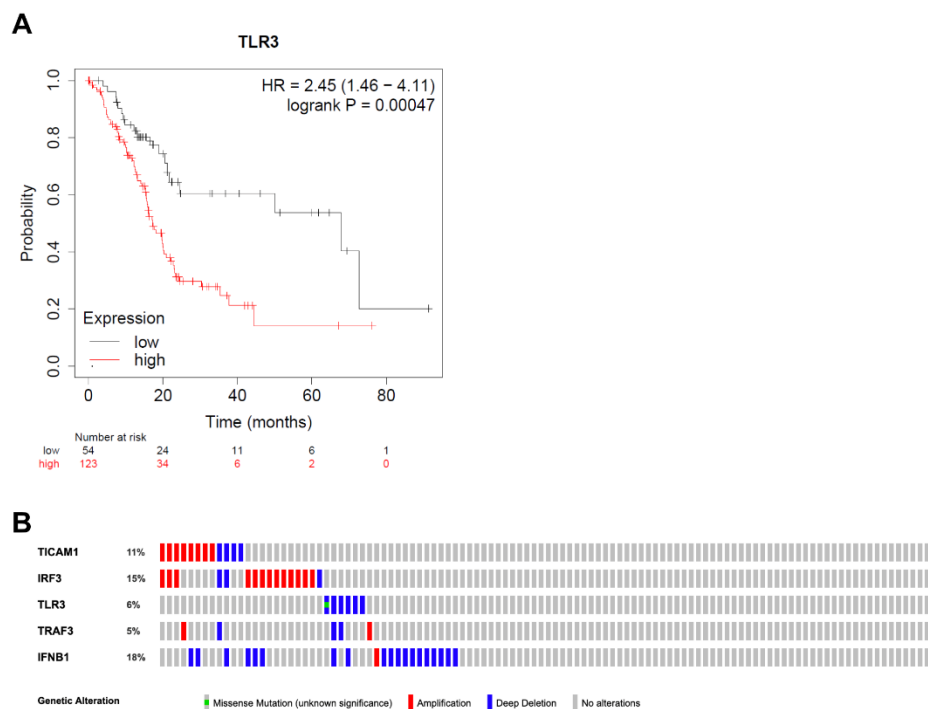 A
TLR3
HR = 2.45 (1.46 − 4.11)
logrank P = 0.00047
Probability
1.0
0.8
0.6
0.4
0.2
0.0
Expression
low
high
0 20 40 60 80
Time (months)
Number at risk
low 54 24 11 6 1
high 123 34 6 2 0
B
TICAM1 11%
IRF3 15%
TLR3 6%
TRAF3 5%
IFNB1 18%
Genetic Alteration Missense Mutation (unknown significance) Amplification Deep Deletion No alterations